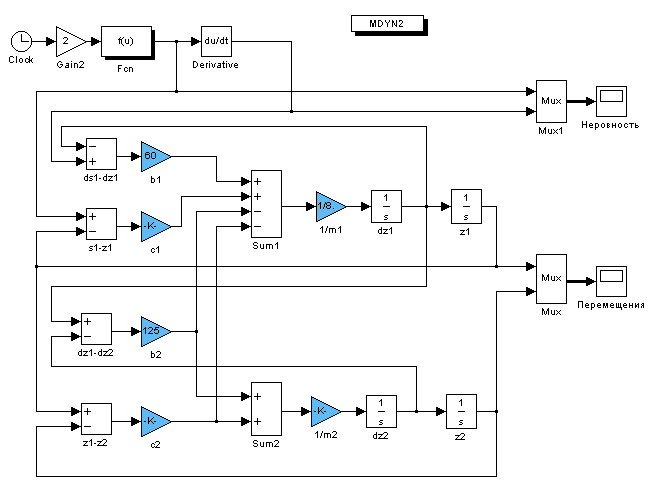 MDYN2
2
f(u)
du/dt
Clock
Gain2
Fcn
Derivative
Mux
Mux1
Неровность
60
ds1-dz1
b1
-K-
s1-z1
c1
Sum1
1/8.
1/m1
1
s
dz1
1
s
z1
Mux
Mux
Перемещения
dz1-dz2
125
b2
z1-z2
-K-
c2
Sum2
-K-
1/m2
1
s
dz2
1
s
z2